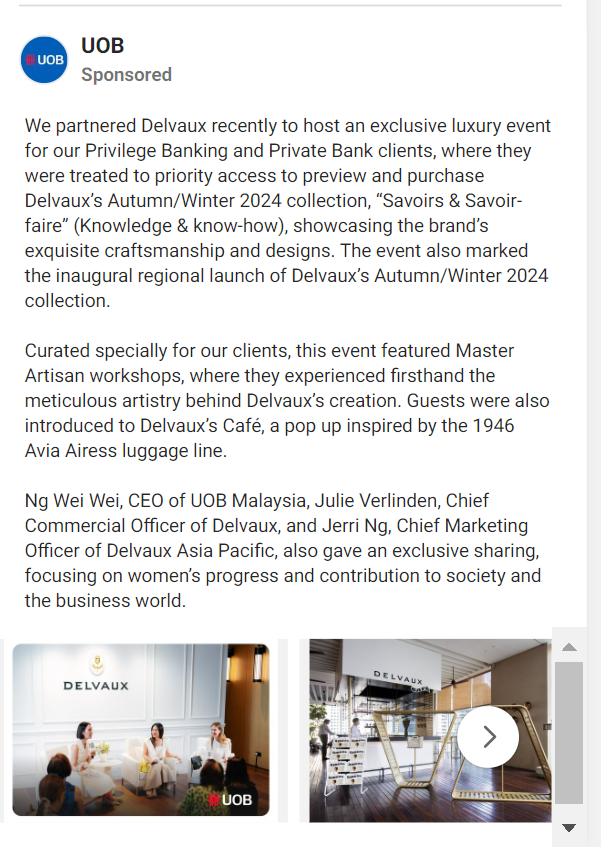 UOB
UOB
Sponsored
We partnered Delvaux recently to host an exclusive luxury event
for our Privilege Banking and Private Bank clients, where they
were treated to priority access to preview and purchase
Delvaux’s Autumn/Winter 2024 collection, “Savoirs & Savoir-
faire” (Knowledge & know-how), showcasing the brand’s
exquisite craftsmanship and designs. The event also marked
the inaugural regional launch of Delvaux’s Autumn/Winter 2024
collection.
Curated specially for our clients, this event featured Master
Artisan workshops, where they experienced firsthand the
meticulous artistry behind Delvaux’s creation. Guests were also
introduced to Delvaux’s Café, a pop up inspired by the 1946
Avia Airess luggage line.
Ng Wei Wei, CEO of UOB Malaysia, Julie Verlinden, Chief
Commercial Officer of Delvaux, and Jerri Ng, Chief Marketing
Officer of Delvaux Asia Pacific, also gave an exclusive sharing,
focusing on women’s progress and contribution to society and
the business world.
DELVAUX
UOB
DELVAUX